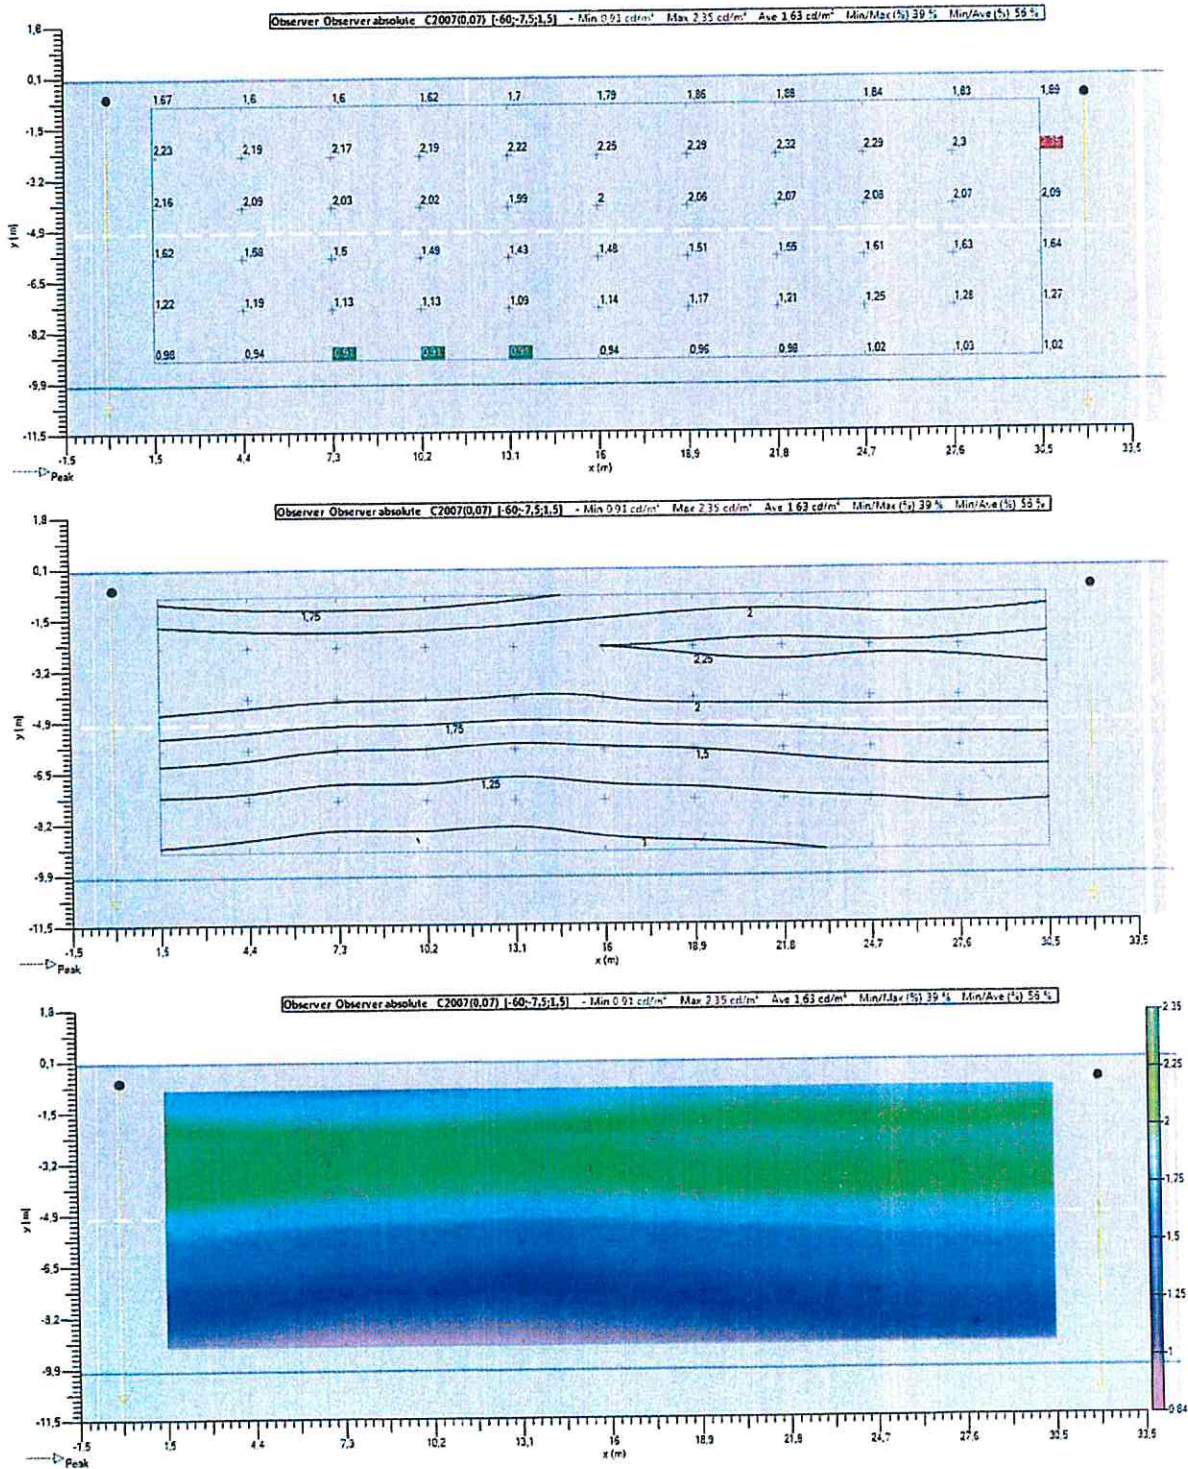 Observer Observer absolute C2007(0,07) [-60;-7,5;1,5] - Min 0.91 cd/m² Max 2.35 cd/m² Ave 1.63 cd/m² Min/Max (%) 39 % Min/Ave (%) 56 %
1,6
0,1
-1,5
-3,2
-4,9
-6,5
-8,2
-9,9
-11,5
y (m)
1,67 1,6 1,6 1,62 1,7 1,79 1,86 1,88 1,84 1,83 1,89
2,23 2,19 2,17 2,19 2,22 2,25 2,29 2,32 2,29 2,3 2,35
2,16 2,09 2,03 2,02 1,99 2 2,06 2,07 2,08 2,07 2,09
1,62 1,58 1,5 1,49 1,43 1,48 1,51 1,55 1,61 1,63 1,64
1,22 1,19 1,13 1,13 1,09 1,14 1,17 1,21 1,25 1,28 1,27
0,98 0,94 0,91 0,91 0,91 0,94 0,96 0,98 1,02 1,03 1,02
-1,5 1,5 4,4 7,3 10,2 13,1 16 18,9 21,8 24,7 27,6 30,5 33,5
x (m)
Peak
Observer Observer absolute C2007(0,07) [-60;-7,5;1,5] - Min 0.91 cd/m² Max 2.35 cd/m² Ave 1.63 cd/m² Min/Max (%) 39 % Min/Ave (%) 56 %
1,8
0,1
-1,5
-3,2
-4,9
-6,5
-8,2
-9,9
-11,5
y (m)
1,75
2
2,25
2
1,75
1,5
1,25
1
-1,5 1,5 4,4 7,3 10,2 13,1 16 18,9 21,8 24,7 27,6 30,5 33,5
x (m)
Peak
Observer Observer absolute C2007(0,07) [-60;-7,5;1,5] - Min 0.91 cd/m² Max 2.35 cd/m² Ave 1,63 cd/m² Min/Max (%) 39 % Min/Ave (%) 56 %
1,8
0,1
-1,5
-3,2
-4,9
-6,5
-8,2
-9,9
-11,5
y (m)
2,35
2,25
2
1,75
1,5
1,25
1
0,84
-1,5 1,5 4,4 7,3 10,2 13,1 16 18,9 21,8 24,7 27,6 30,5 33,5
x (m)
Peak